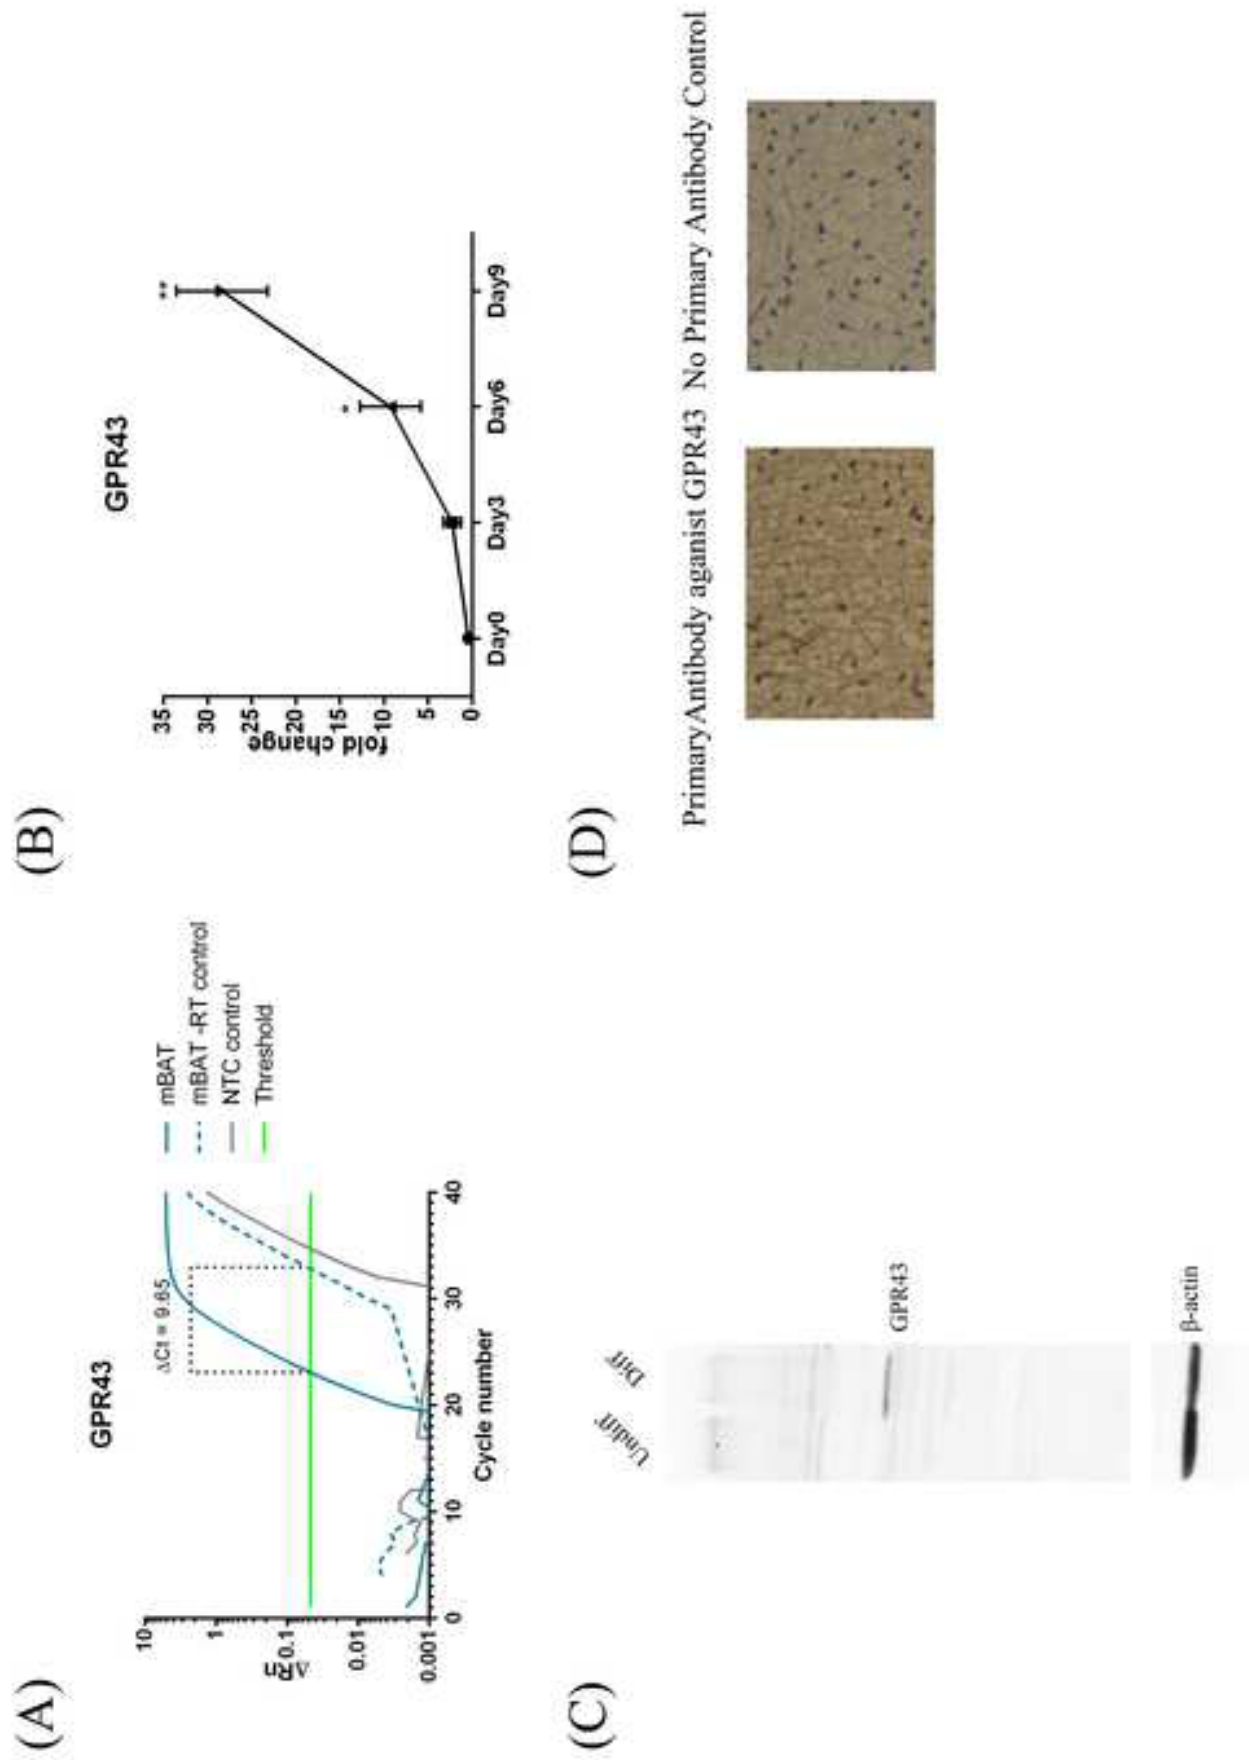 (A)
GPR43
ΔRn
10
1
0.1
0.01
0.001
0
10
20
30
40
Cycle number
ΔCt = 9.65
mBAT
mBAT -RT control
NTC control
Threshold
(B)
GPR43
fold change
35
30
25
20
15
10
5
0
Day0
Day3
Day6
Day9
*
**
(C)
Undiff'
Diff'
GPR43
β-actin
(D)
PrimaryAntibody aganist GPR43 No Primary Antibody Control